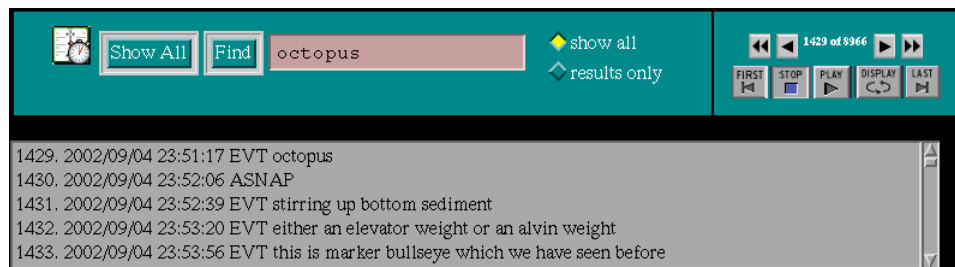 Show All Find octopus show all
results only
1429 of 8966
FIRST STOP PLAY DISPLAY LAST
1429. 2002/09/04 23:51:17 EVT octopus
1430. 2002/09/04 23:52:06 ASNAP
1431. 2002/09/04 23:52:39 EVT stirring up bottom sediment
1432. 2002/09/04 23:53:20 EVT either an elevator weight or an alvin weight
1433. 2002/09/04 23:53:56 EVT this is marker bullseye which we have seen before